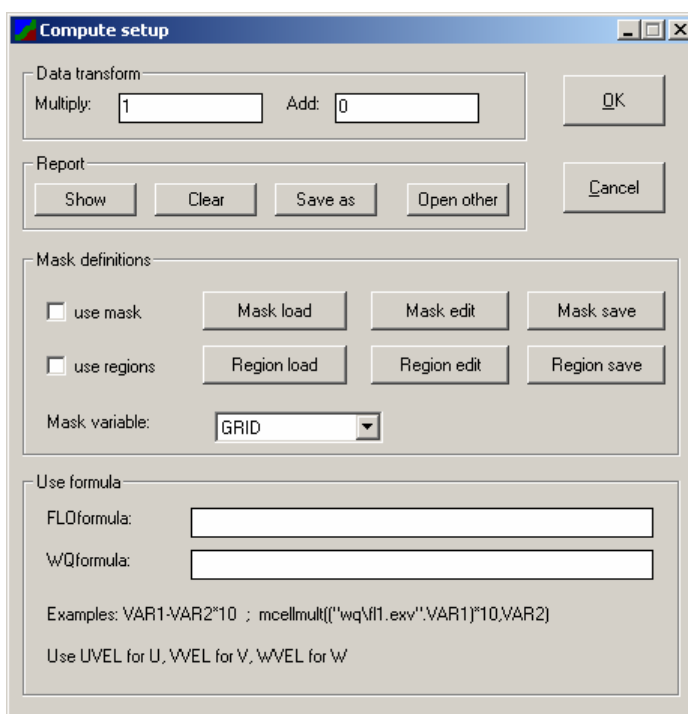 Compute setup
Data transform
Multiply: 1 Add: 0 OK
Report
Show Clear Save as Open other Cancel
Mask definitions
use mask Mask load Mask edit Mask save
use regions Region load Region edit Region save
Mask variable: GRID
Use formula
FLOformula:
WQformula:
Examples: VAR1-VAR2*10 ; mcellmult(("wq\fl1.exv".VAR1)*10,VAR2)
Use UVEL for U, VVEL for V, WVEL for W